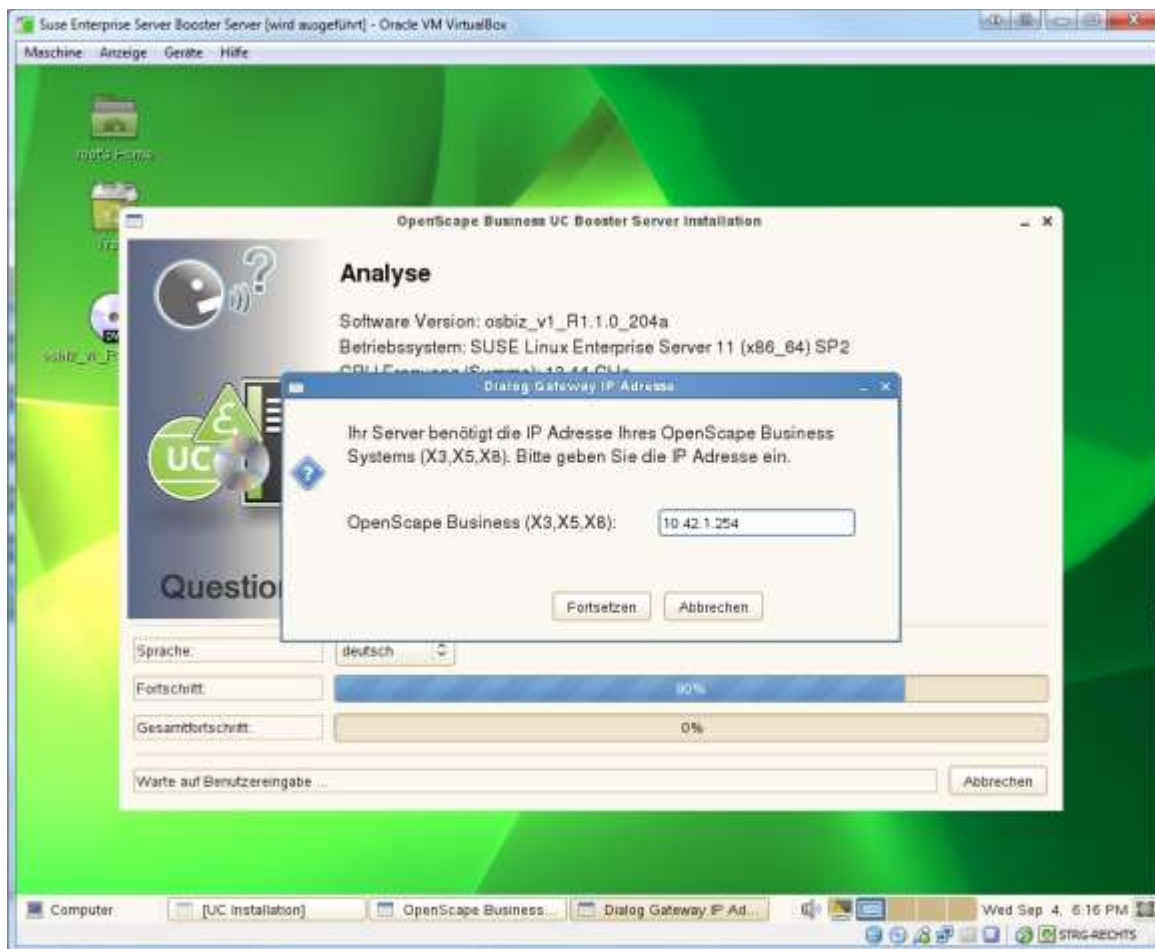 Suse Enterprise Server Booster Server [wird ausgeführt] - Oracle VM VirtualBox
Maschine Anzeige Geräte Hilfe
root's Home
OpenScape Business UC Booster Server Installation
Analyse
Software Version: osbiz_v1_R1.1.0_204a
Betriebssystem: SUSE Linux Enterprise Server 11 (x86_64) SP2
Dialog Gateway IP Adresse
Ihr Server benötigt die IP Adresse Ihres OpenScape Business
Systems (X3,X5,X8). Bitte geben Sie die IP Adresse ein.
OpenScape Business (X3,X5,X8): 10.42.1.254
Fortsetzen Abbrechen
UC
Questio
Sprache: deutsch
Fortschritt: 80%
Gesamtfortschritt: 0%
Warte auf Benutzereingabe ... Abbrechen
Computer [UC Installation] OpenScape Business... Dialog Gateway IP Ad... Wed Sep 4, 6:16 PM
STRG-RECHTS